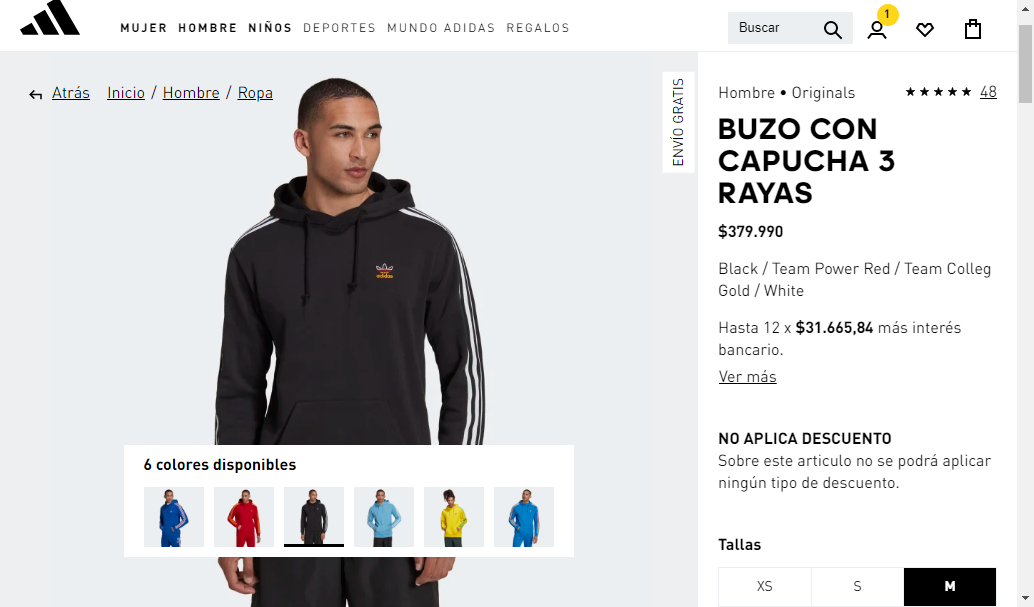 MUJER HOMBRE NIÑOS DEPORTES MUNDO ADIDAS REGALOS
Buscar
1
Atrás Inicio / Hombre / Ropa
ENVÍO GRATIS
Hombre • Originals
48
BUZO CON
CAPUCHA 3
RAYAS
$379.990
Black / Team Power Red / Team Colleg
Gold / White
Hasta 12 x $31.665,84 más interés
bancario.
Ver más
adidas
6 colores disponibles
NO APLICA DESCUENTO
Sobre este articulo no se podrá aplicar
ningún tipo de descuento.
Tallas
XS S M